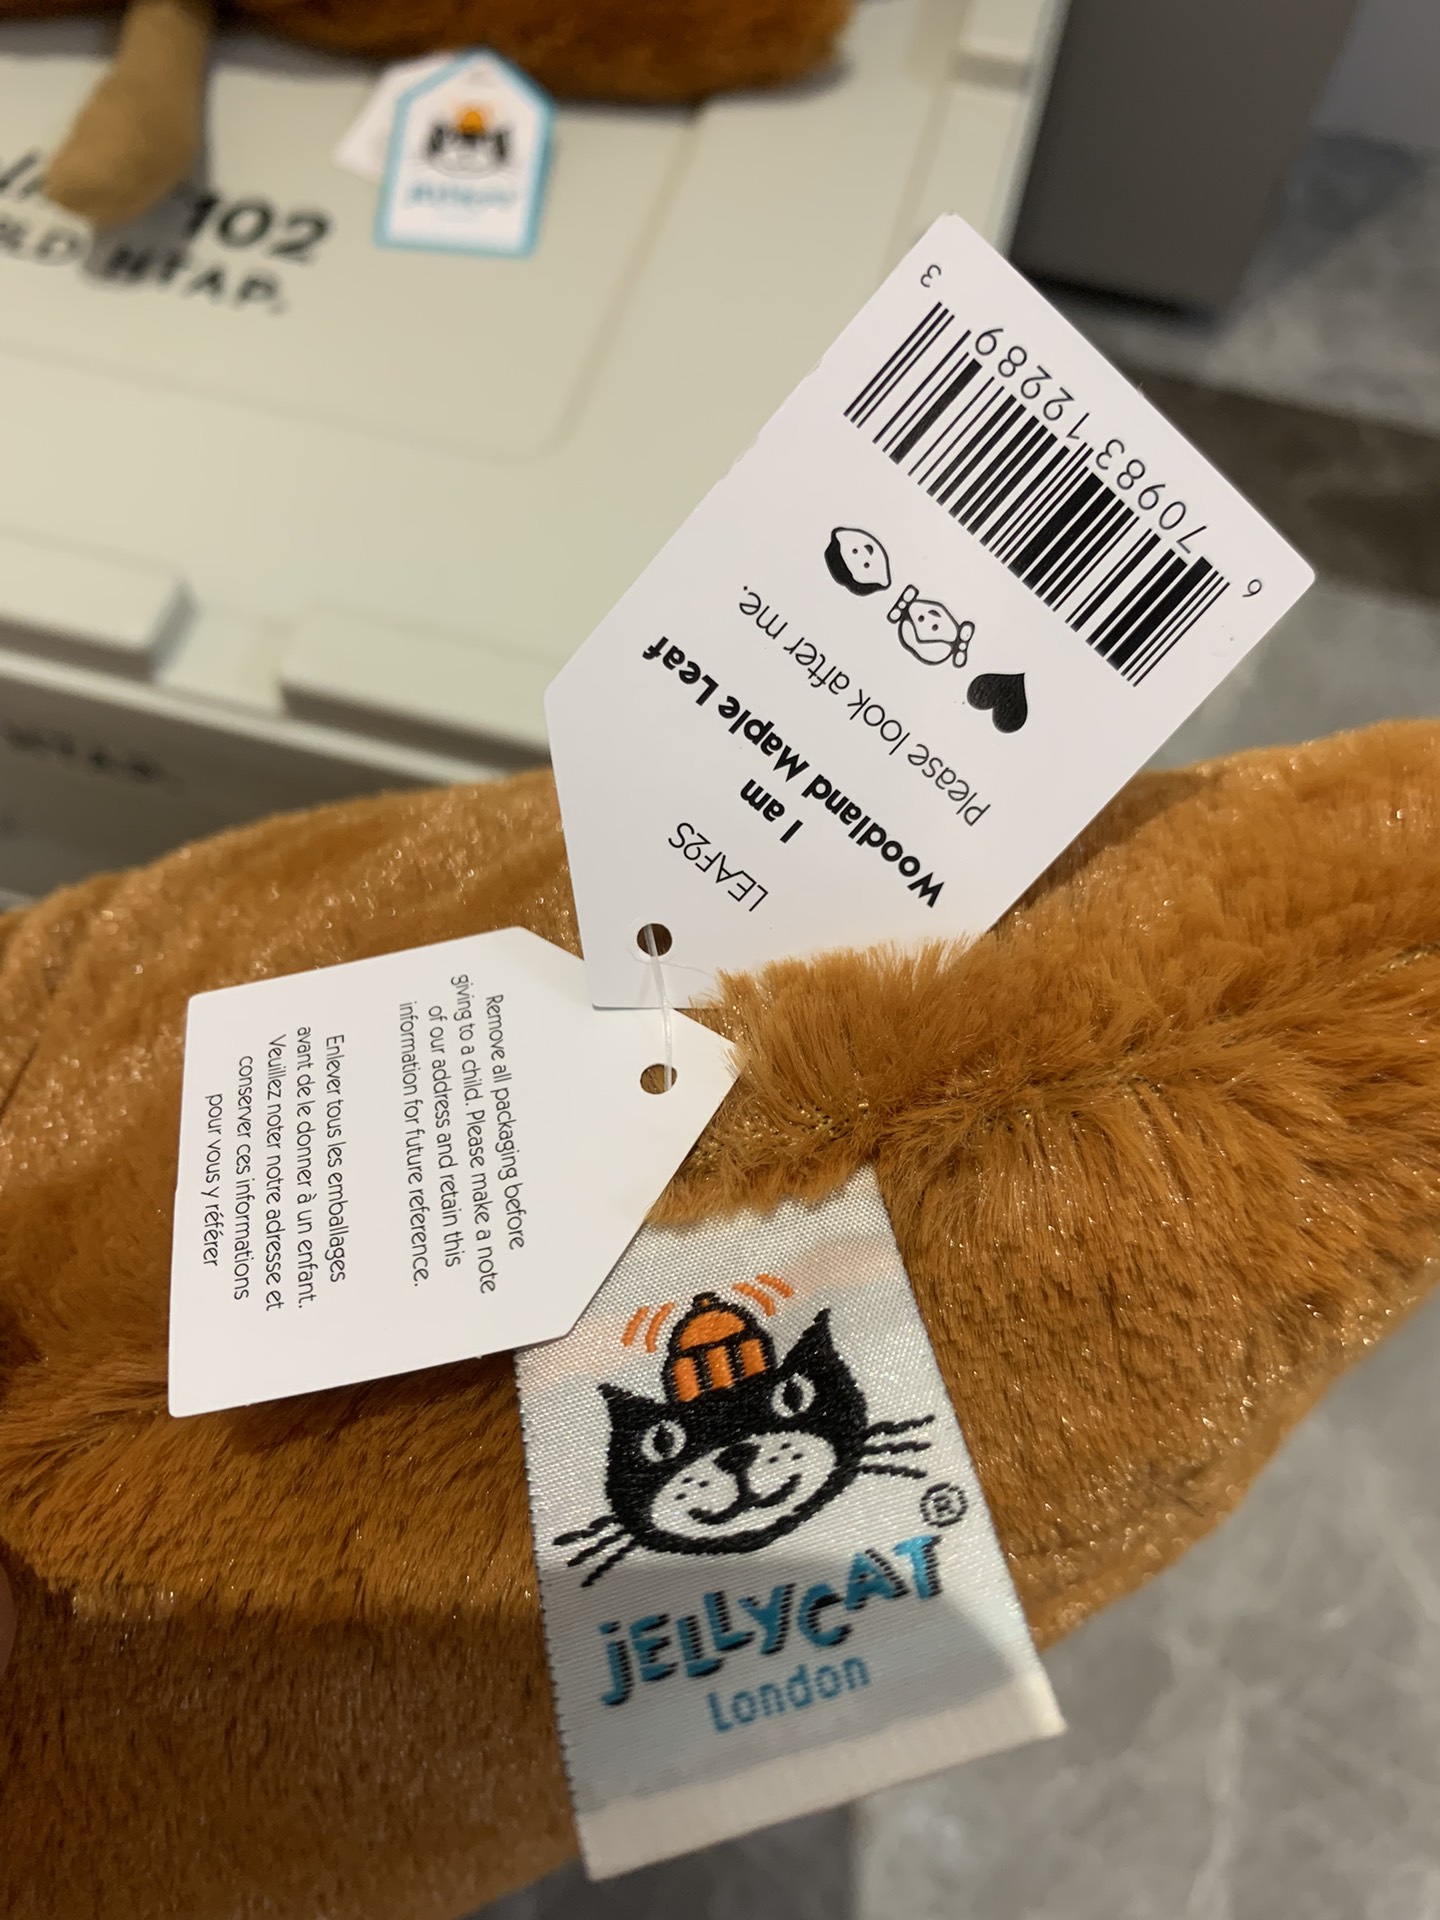 102
JELLYCAT
LEAF2S
I am
Woodland Maple Leaf
Please look after me.
6 70983 12289 3
Remove all packaging before
giving to a child. Please make a note
of our address and retain this
information for future reference.
Enlever tous les emballages
avant de le donner à un enfant.
Veuillez noter notre adresse et
conserver ces informations
pour vous y référer
JELLYCAT®
London